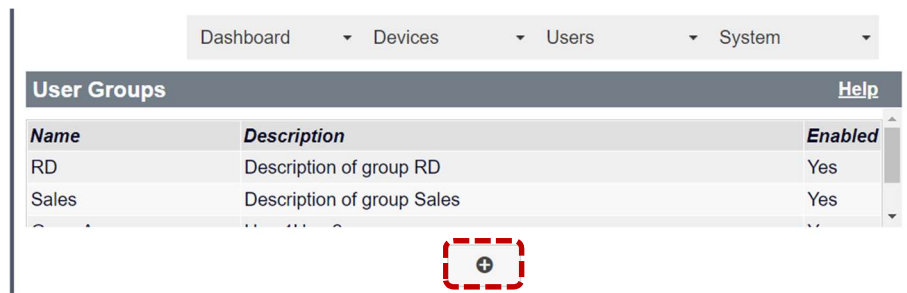 Dashboard Devices Users System
User Groups Help
Name Description Enabled
RD Description of group RD Yes
Sales Description of group Sales Yes